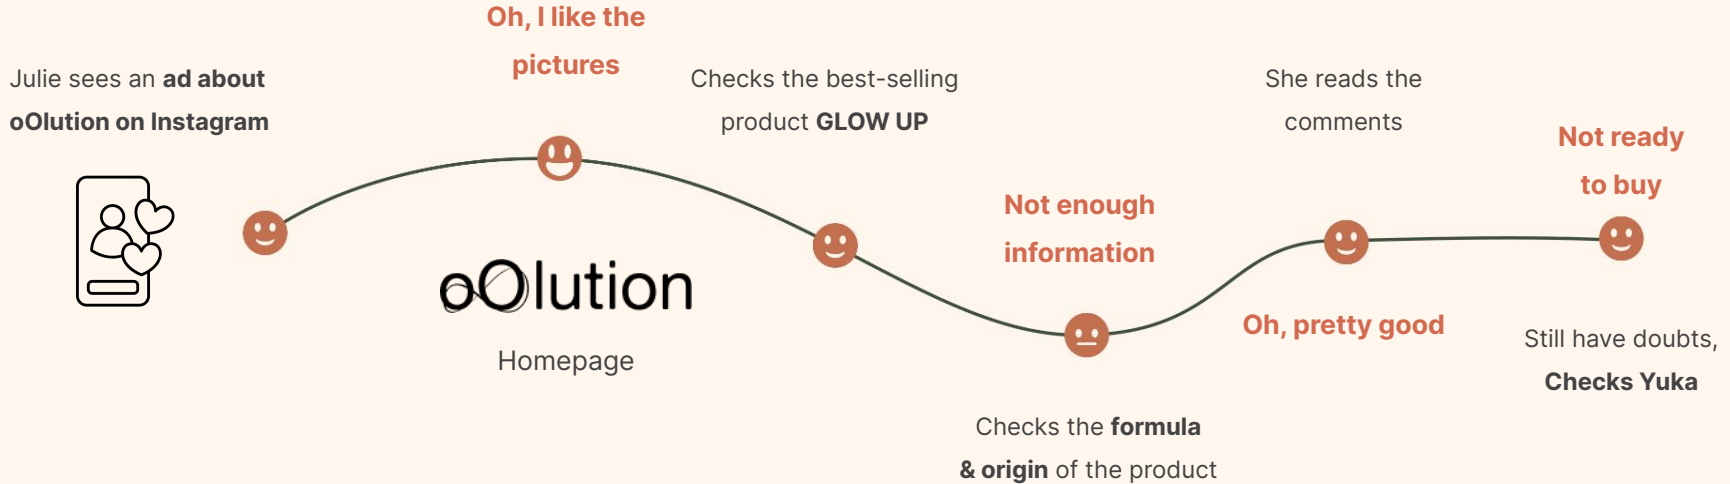 Julie sees an ad about
oOlution on Instagram
Oh, I like the
pictures
oOlution
Homepage
Checks the best-selling
product GLOW UP
Not enough
information
Checks the formula
& origin of the product
She reads the
comments
Oh, pretty good
Not ready
to buy
Still have doubts,
Checks Yuka